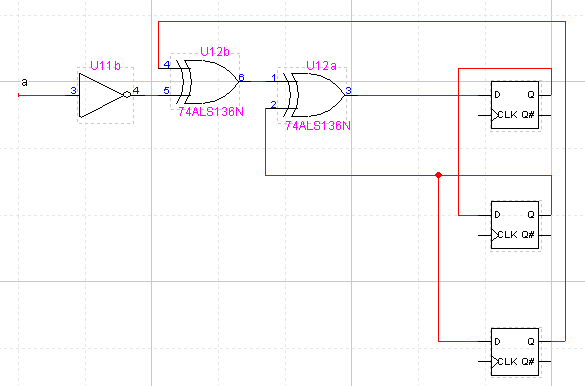 U11b
U12b
U12a
a
3
4
4
5
6
1
2
3
74ALS136N
74ALS136N
D Q
CLK Q#
D Q
CLK Q#
D Q
CLK Q#